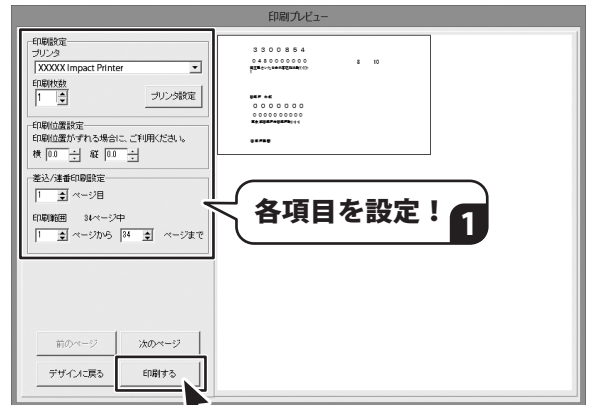 印刷プレビュー
印刷設定
プリンタ
XXXXX Impact Printer
印刷枚数
1
プリンタ設定
印刷位置設定
印刷位置がずれる場合に、ご利用ください。
横 0.0 縦 0.0
差込/連番印刷設定
1 ページ目
印刷範囲 34ページ中
1 ページから 34 ページまで
前のページ 次のページ
デザインに戻る 印刷する
3300854
0480000000
8 10
0000000
00000000000
各項目を設定！ 1